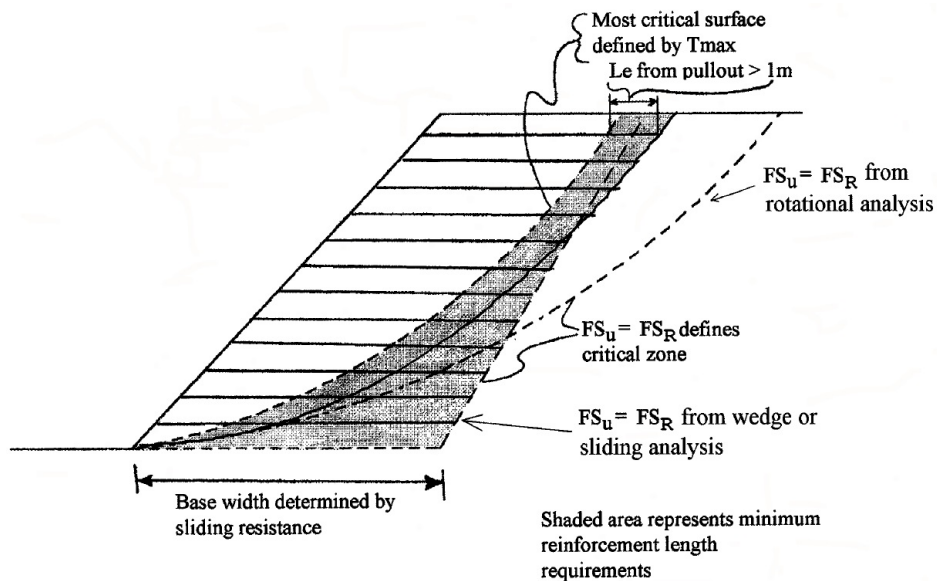 Most critical surface
defined by Tmax
Le from pullout > 1m
FSu = FSR from
rotational analysis
FSu = FSR defines
critical zone
FSu = FSR from wedge or
sliding analysis
Base width determined by
sliding resistance
Shaded area represents minimum
reinforcement length
requirements